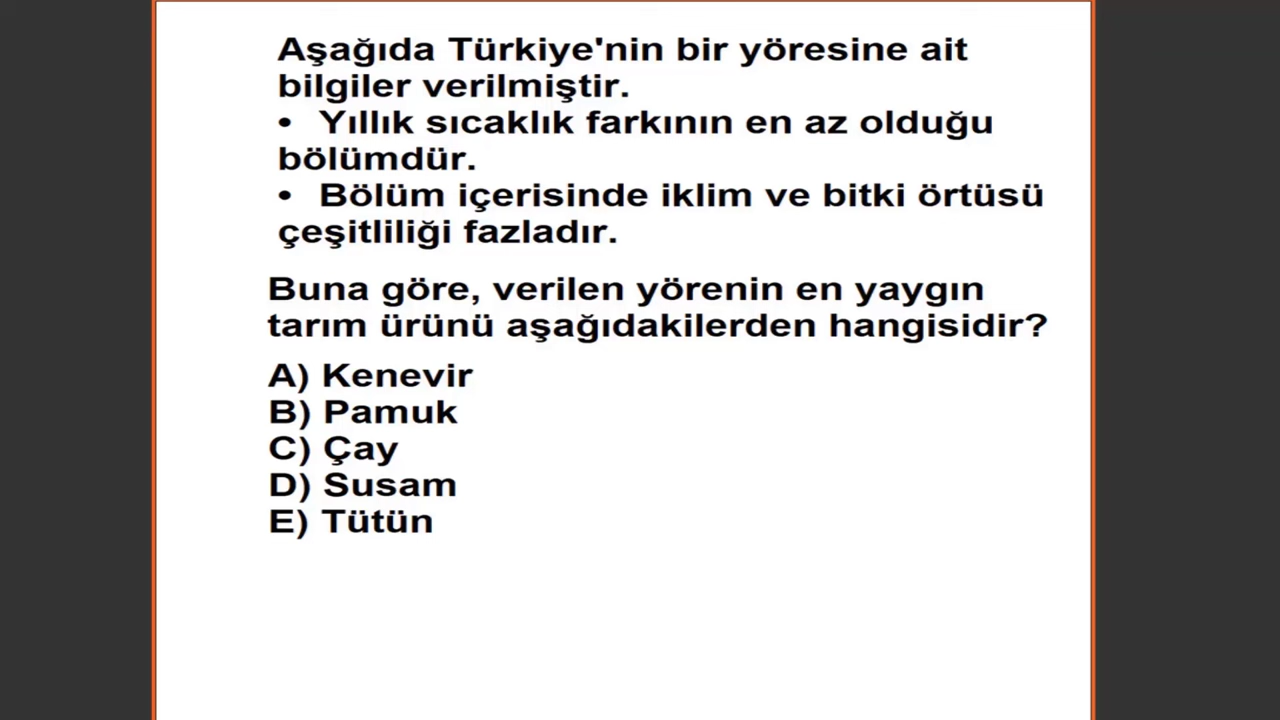 Aşağıda Türkiye'nin bir yöresine ait
bilgiler verilmiştir.
• Yıllık sıcaklık farkının en az olduğu
bölümdür.
• Bölüm içerisinde iklim ve bitki örtüsü
çeşitliliği fazladır.
Buna göre, verilen yörenin en yaygın
tarım ürünü aşağıdakilerden hangisidir?
A) Kenevir
B) Pamuk
C) Çay
D) Susam
E) Tütün